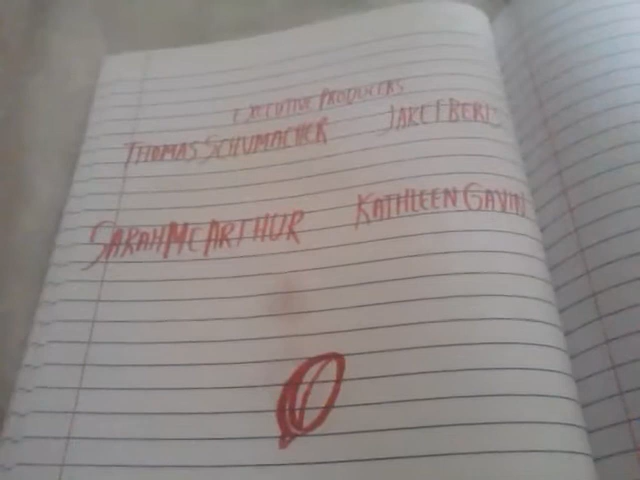 EXECUTIVE PRODUCERS
THOMAS SCHUMACHER JAKE EBERTS
SARAH MCARTHUR KATHLEEN GAVIN